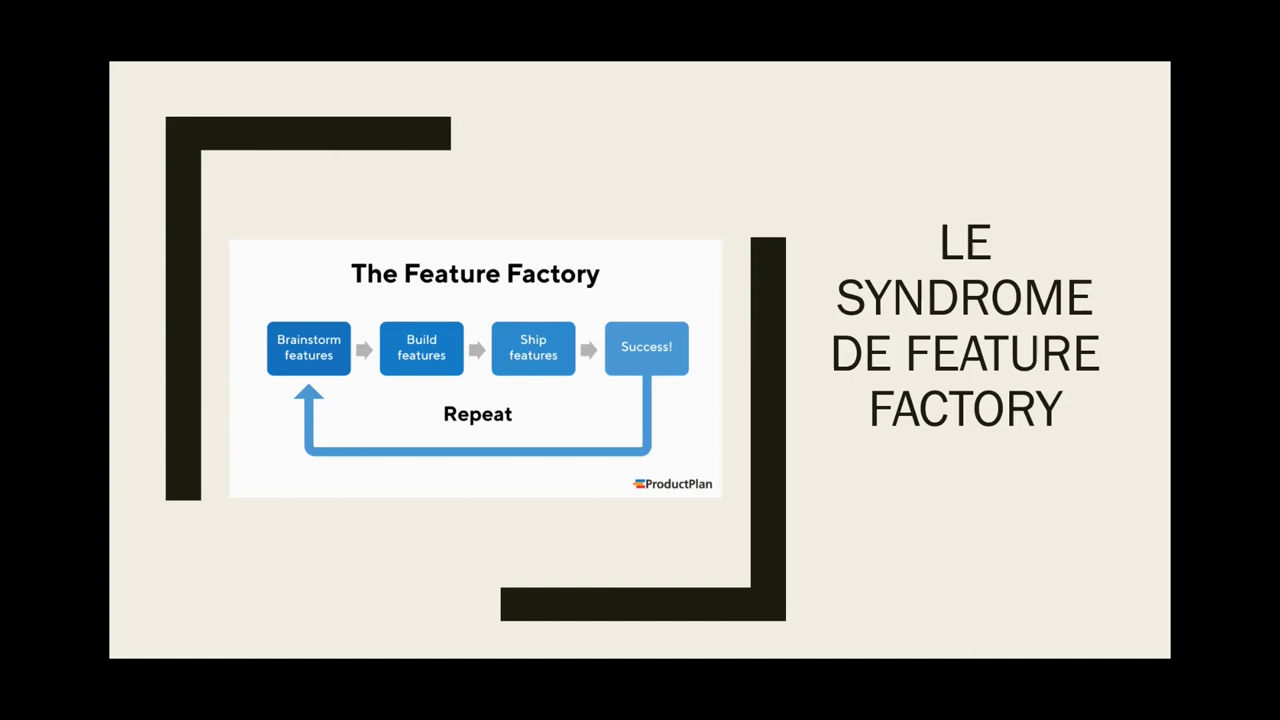 The Feature Factory
Brainstorm
features
Build
features
Ship
features
Success!
Repeat
ProductPlan
LE
SYNDROME
DE FEATURE
FACTORY